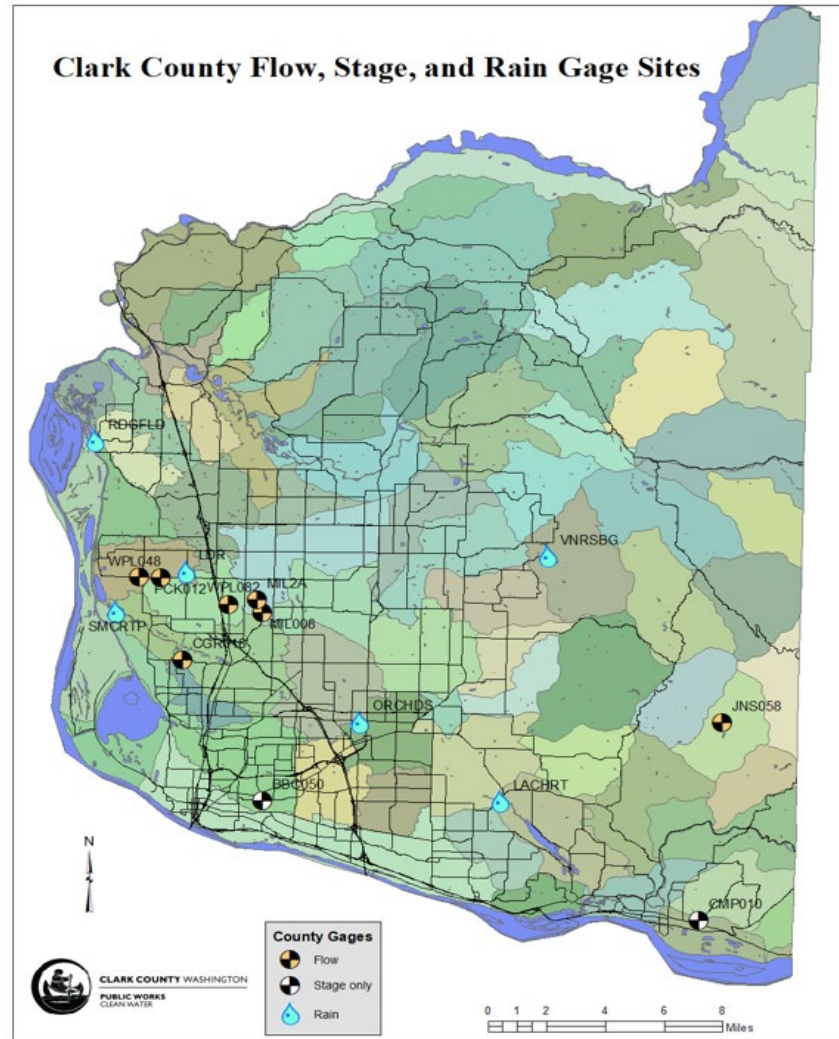 Clark County Flow, Stage, and Rain Gage Sites
RDGFLD
VNRSBG
LDR
WPL048
PCK012
WPL082
MIL2A
MIL008
SMCRTP
CGR018
JNS058
ORCHDS
BBC050
LACHRT
CMP010
N
County Gages
Flow
Stage only
Rain
CLARK COUNTY WASHINGTON
PUBLIC WORKS
CLEAN WATER
0 2 4 6 8
Miles